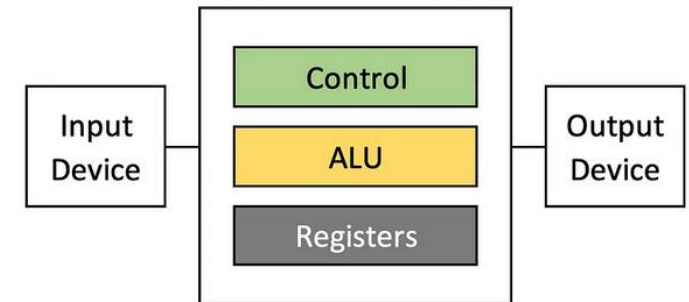 Input
Device
Control
ALU
Registers
Output
Device